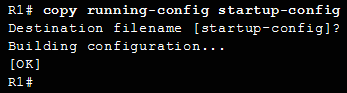 R1# copy running-config startup-config
Destination filename [startup-config]?
Building configuration...
[OK]
R1#